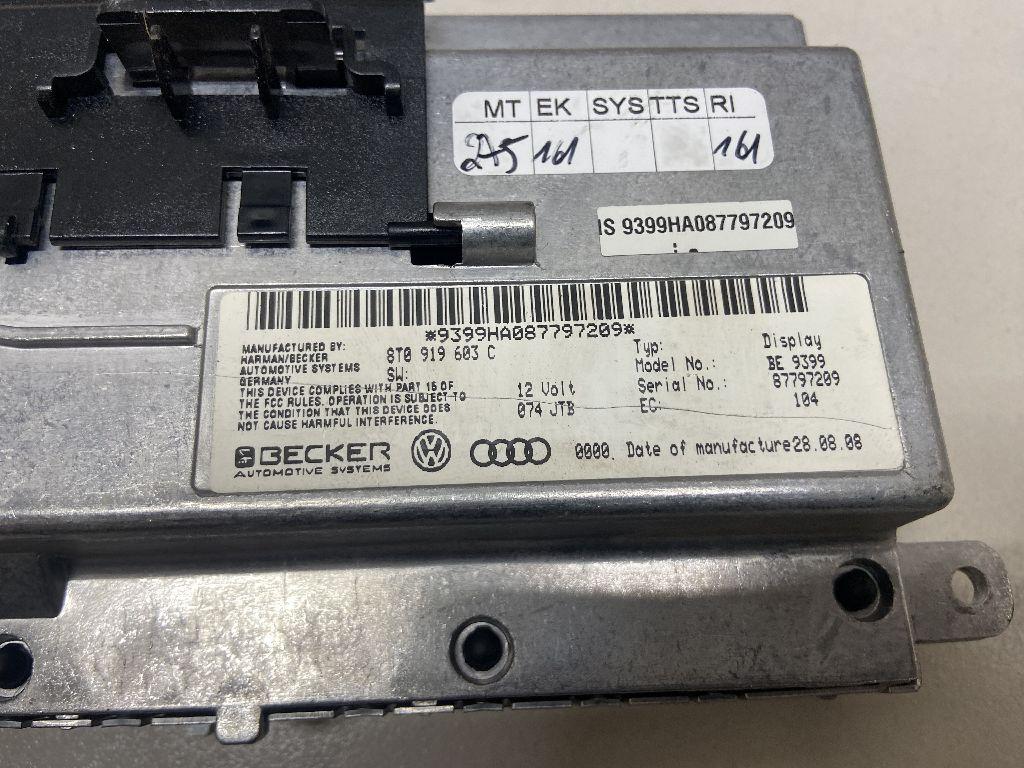 MT EK SYS TTS RI
275 161 161
IS 9399HA087797209
*9399HA087797209*
MANUFACTURED BY:
HARMAN/BECKER
AUTOMOTIVE SYSTEMS
GERMANY
THIS DEVICE COMPLIES WITH PART 15 OF
THE FCC RULES. OPERATION IS SUBJECT TO
THE CONDITION THAT THIS DEVICE DOES
NOT CAUSE HARMFUL INTERFERENCE.
8T0 919 603 C
SW:
12 Volt
074 JTB
Typ: Display
Model No.: BE 9399
Serial No.: 87797209
EC: 104
BECKER
AUTOMOTIVE SYSTEMS
0000. Date of manufacture 28.08.08